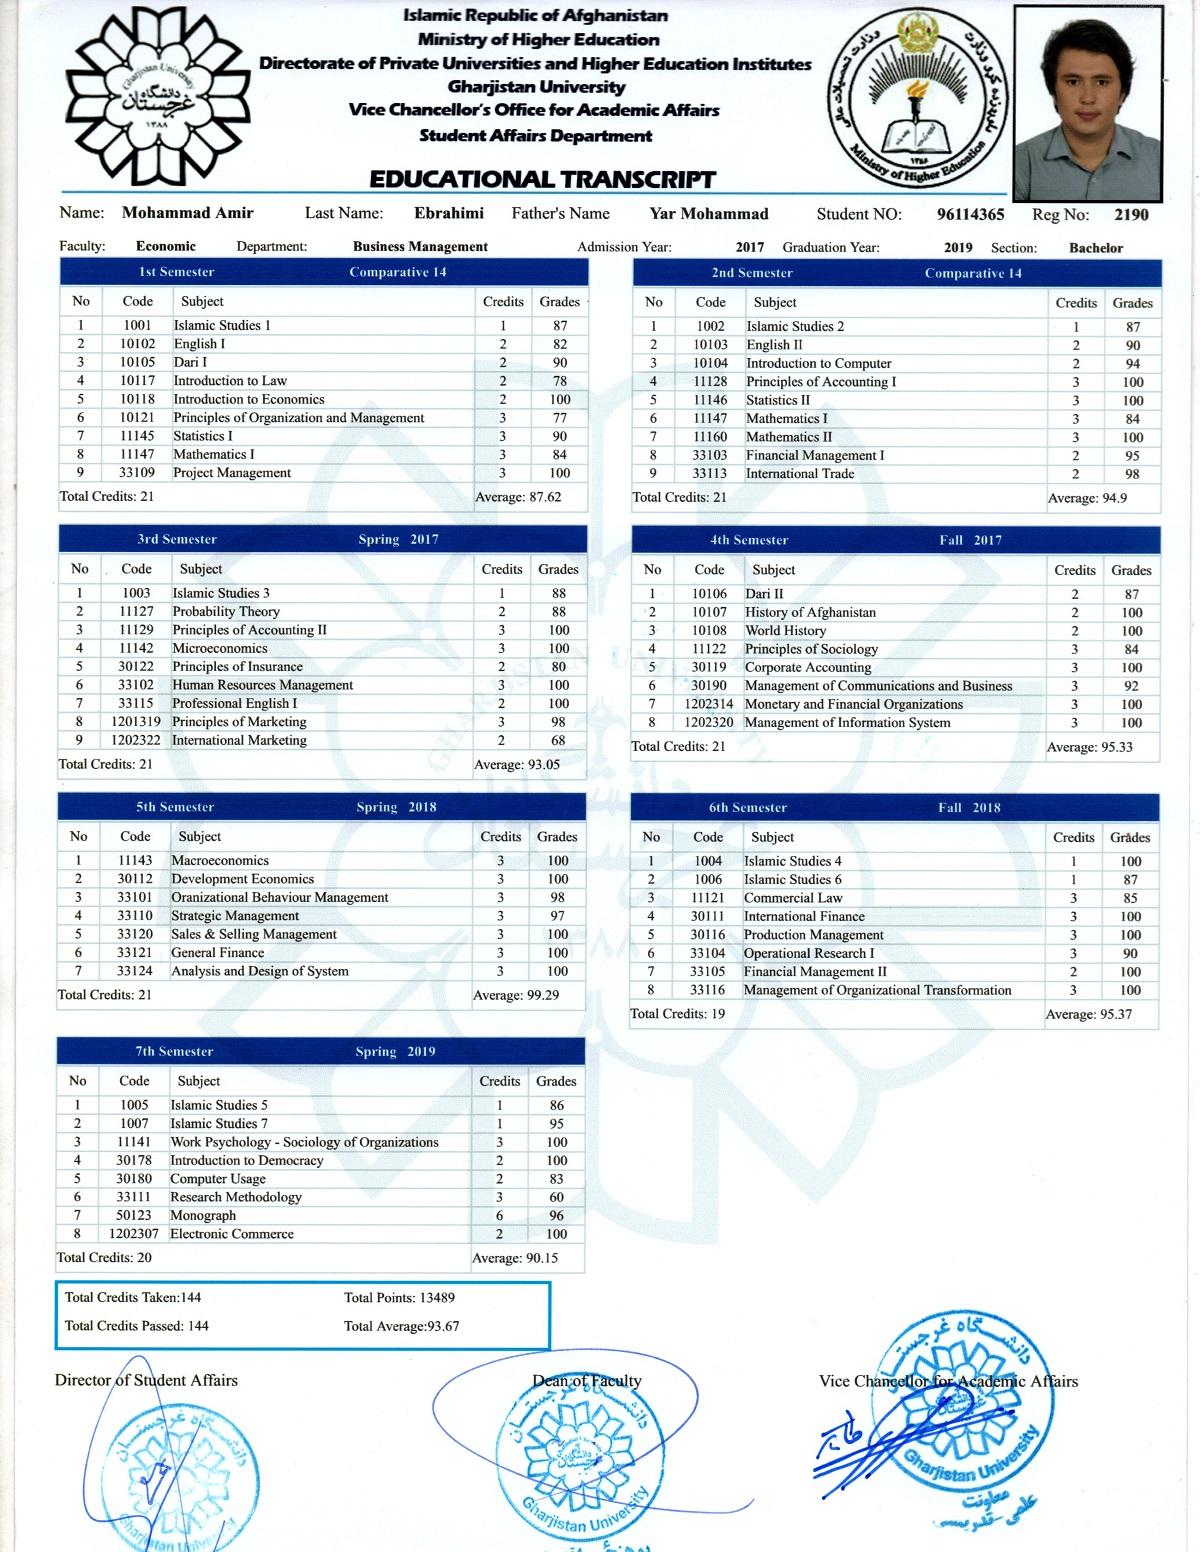 Islamic Republic of Afghanistan
Ministry of Higher Education
Directorate of Private Universities and Higher Education Institutes
Gharjistan University
Vice Chancellor's Office for Academic Affairs
Student Affairs Department
EDUCATIONAL TRANSCRIPT
Gharjistan University
دانشگاه
غرجستان
۱۳۸۸
وزارت تحصیلات عالی
Ministry of Higher Education
Name: Mohammad Amir Last Name: Ebrahimi Father's Name Yar Mohammad Student NO: 96114365 Reg No: 2190
Faculty: Economic Department: Business Management Admission Year: 2017 Graduation Year: 2019 Section: Bachelor
1st Semester Comparative 14
No Code Subject Credits Grades
1 1001 Islamic Studies 1 1 87
2 10102 English I 2 82
3 10105 Dari I 2 90
4 10117 Introduction to Law 2 78
5 10118 Introduction to Economics 2 100
6 10121 Principles of Organization and Management 3 77
7 11145 Statistics I 3 90
8 11147 Mathematics I 3 84
9 33109 Project Management 3 100
Total Credits: 21 Average: 87.62
2nd Semester Comparative 14
No Code Subject Credits Grades
1 1002 Islamic Studies 2 1 87
2 10103 English II 2 90
3 10104 Introduction to Computer 2 94
4 11128 Principles of Accounting I 3 100
5 11146 Statistics II 3 100
6 11147 Mathematics I 3 84
7 11160 Mathematics II 3 100
8 33103 Financial Management I 2 95
9 33113 International Trade 2 98
Total Credits: 21 Average: 94.9
3rd Semester Spring 2017
No Code Subject Credits Grades
1 1003 Islamic Studies 3 1 88
2 11127 Probability Theory 2 88
3 11129 Principles of Accounting II 3 100
4 11142 Microeconomics 3 100
5 30122 Principles of Insurance 2 80
6 33102 Human Resources Management 3 100
7 33115 Professional English I 2 100
8 1201319 Principles of Marketing 3 98
9 1202322 International Marketing 2 68
Total Credits: 21 Average: 93.05
4th Semester Fall 2017
No Code Subject Credits Grades
1 10106 Dari II 2 87
2 10107 History of Afghanistan 2 100
3 10108 World History 2 100
4 11122 Principles of Sociology 3 84
5 30119 Corporate Accounting 3 100
6 30190 Management of Communications and Business 3 92
7 1202314 Monetary and Financial Organizations 3 100
8 1202320 Management of Information System 3 100
Total Credits: 21 Average: 95.33
5th Semester Spring 2018
No Code Subject Credits Grades
1 11143 Macroeconomics 3 100
2 30112 Development Economics 3 100
3 33101 Oranizational Behaviour Management 3 98
4 33110 Strategic Management 3 97
5 33120 Sales & Selling Management 3 100
6 33121 General Finance 3 100
7 33124 Analysis and Design of System 3 100
Total Credits: 21 Average: 99.29
6th Semester Fall 2018
No Code Subject Credits Grades
1 1004 Islamic Studies 4 1 100
2 1006 Islamic Studies 6 1 87
3 11121 Commercial Law 3 85
4 30111 International Finance 3 100
5 30116 Production Management 3 100
6 33104 Operational Research I 3 90
7 33105 Financial Management II 2 100
8 33116 Management of Organizational Transformation 3 100
Total Credits: 19 Average: 95.37
7th Semester Spring 2019
No Code Subject Credits Grades
1 1005 Islamic Studies 5 1 86
2 1007 Islamic Studies 7 1 95
3 11141 Work Psychology - Sociology of Organizations 3 100
4 30178 Introduction to Democracy 2 100
5 30180 Computer Usage 2 83
6 33111 Research Methodology 3 60
7 50123 Monograph 6 96
8 1202307 Electronic Commerce 2 100
Total Credits: 20 Average: 90.15
GHARJISTAN UNIVERSITY
Total Credits Taken:144 Total Points: 13489
Total Credits Passed: 144 Total Average:93.67
Director of Student Affairs Dean of Faculty Vice Chancellor for Academic Affairs
دانشگاه غرجستان
Gharjistan University
دانشگاه غرجستان
Gharjistan University
دانشگاه غرجستان
Gharjistan University
معاونت
علمی